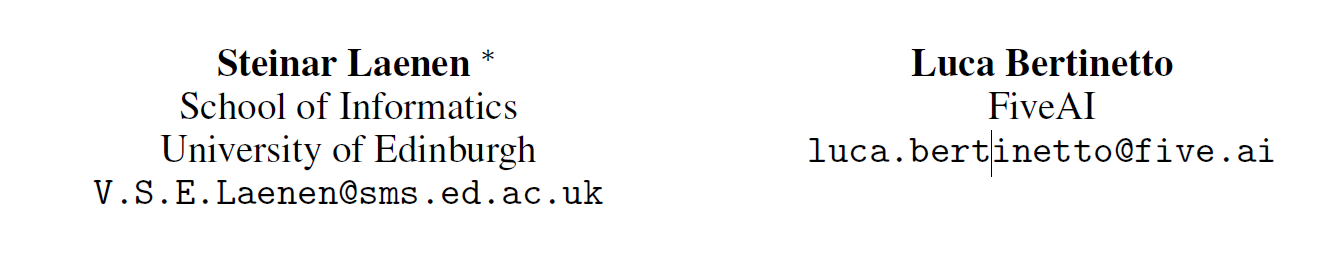 Steinar Laenen *
School of Informatics
University of Edinburgh
V.S.E.Laenen@sms.ed.ac.uk
Luca Bertinetto
FiveAI
luca.bertinetto@five.ai